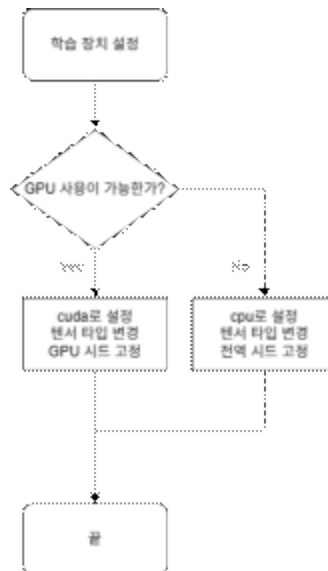 학습 장치 설정
GPU 사용이 가능한가?
Yes
No
cuda로 설정
텐서 타입 변경
GPU 시드 고정
cpu로 설정
텐서 타입 변경
전역 시드 고정
끝